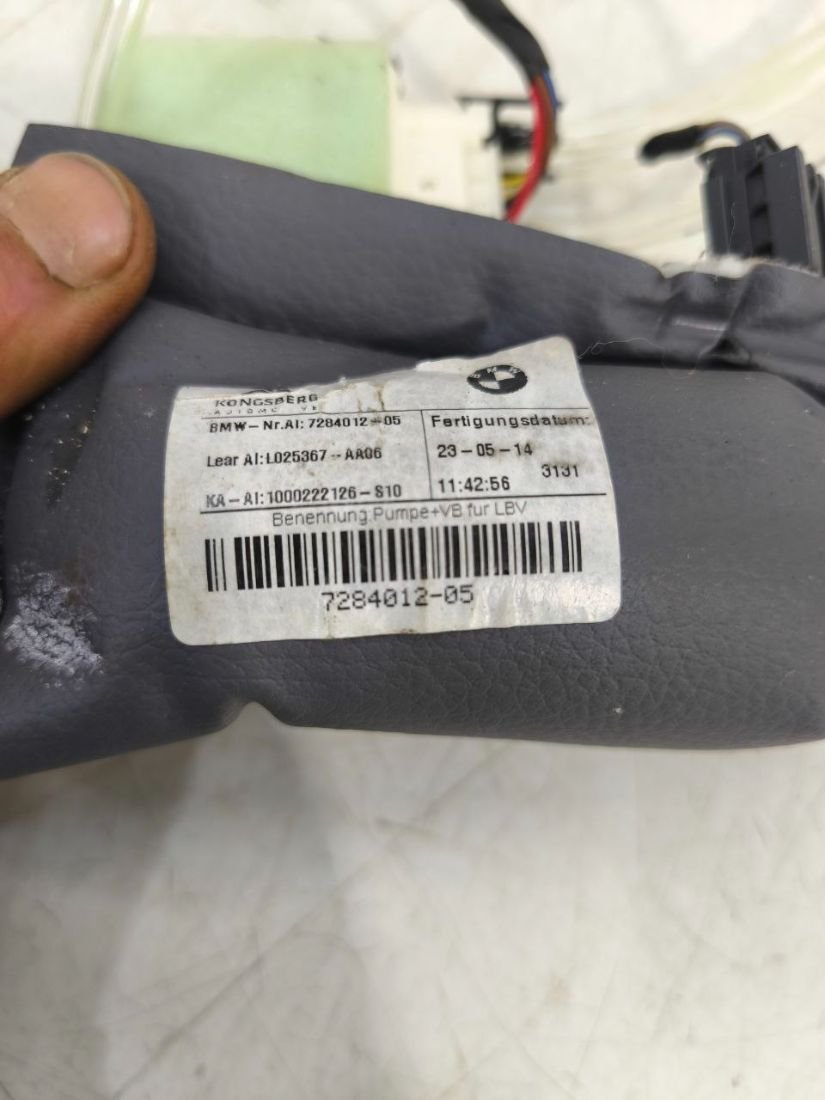 BMW
KONGSBERG
BMW-Nr.AI: 7284012-05
Lear AI:L025367-AA06
KA-AI:1000222126-S10
Fertigungsdatum:
23-05-14
3131
11:42:56
Benennung:Pumpe+VB fur LBV
7284012-05